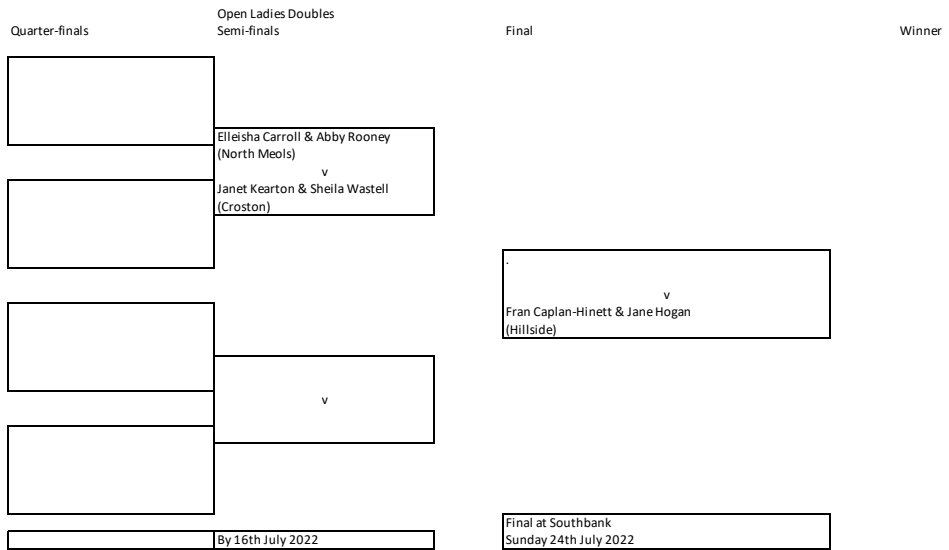 Open Ladies Doubles
Quarter-finals
Semi-finals
Final
Winner
Elleisha Carroll & Abby Rooney
(North Meols)
v
Janet Kearton & Sheila Wastell
(Croston)
.
v
Fran Caplan-Hinett & Jane Hogan
(Hillside)
v
By 16th July 2022
Final at Southbank
Sunday 24th July 2022